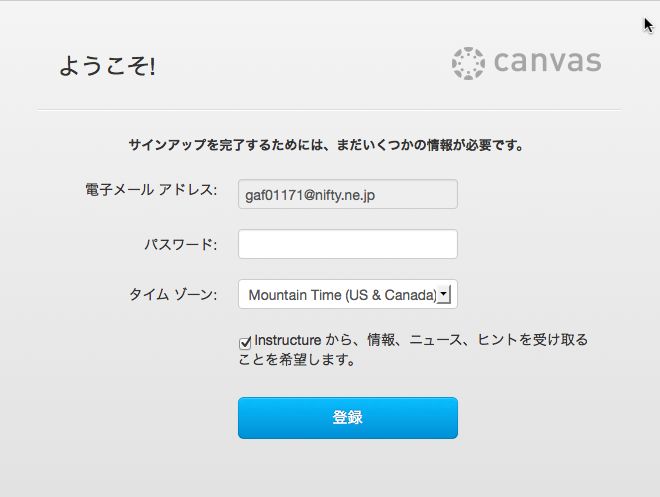 ようこそ!
canvas
サインアップを完了するためには、まだいくつかの情報が必要です。
電子メール アドレス:
gaf01171@nifty.ne.jp
パスワード:
タイム ゾーン:
Mountain Time (US & Canada)
Instructure から、情報、ニュース、ヒントを受け取る
ことを希望します。
登録